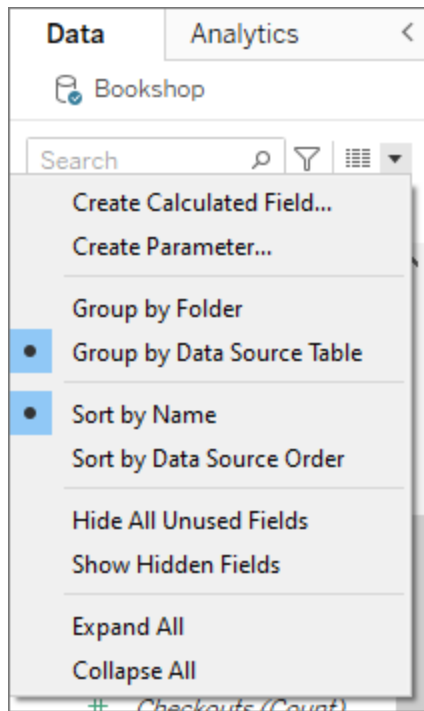 Data
Analytics
Bookshop
Search
Create Calculated Field...
Create Parameter...
Group by Folder
Group by Data Source Table
Sort by Name
Sort by Data Source Order
Hide All Unused Fields
Show Hidden Fields
Expand All
Collapse All
Checkouts (Count)